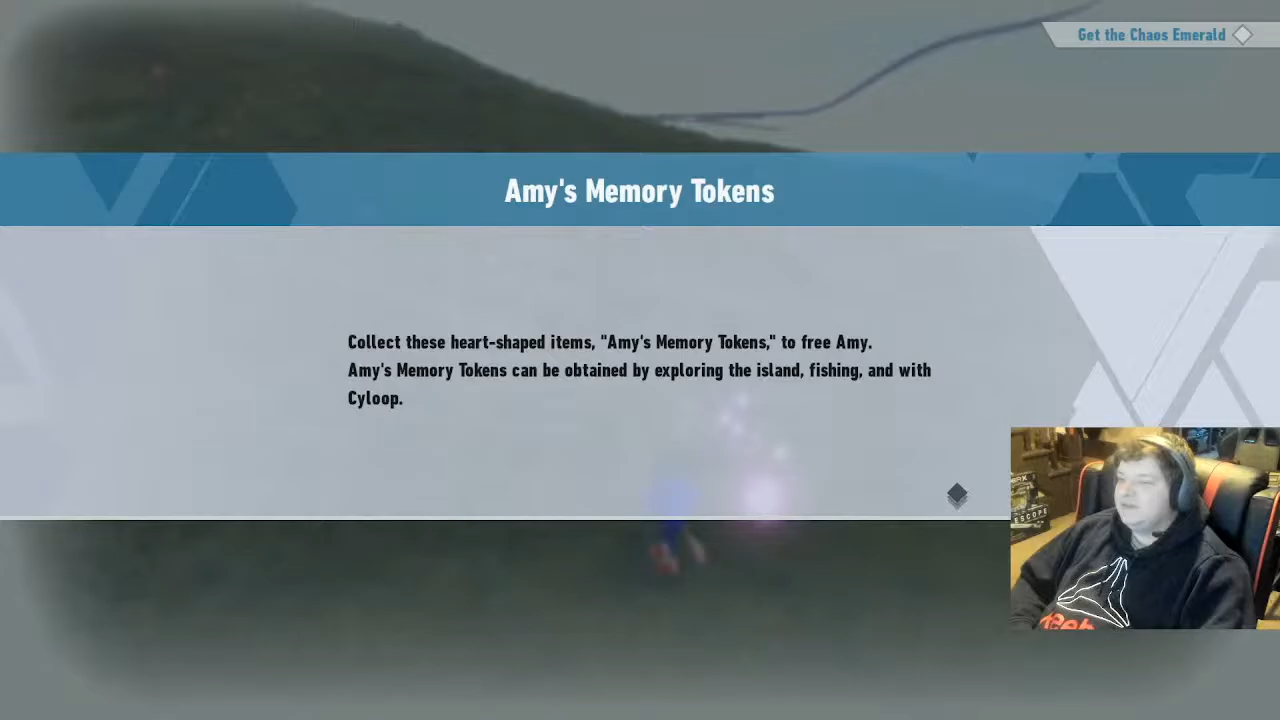 Get the Chaos Emerald
Amy's Memory Tokens
Collect these heart-shaped items, "Amy's Memory Tokens," to free Amy.
Amy's Memory Tokens can be obtained by exploring the island, fishing, and with
Cyloop.